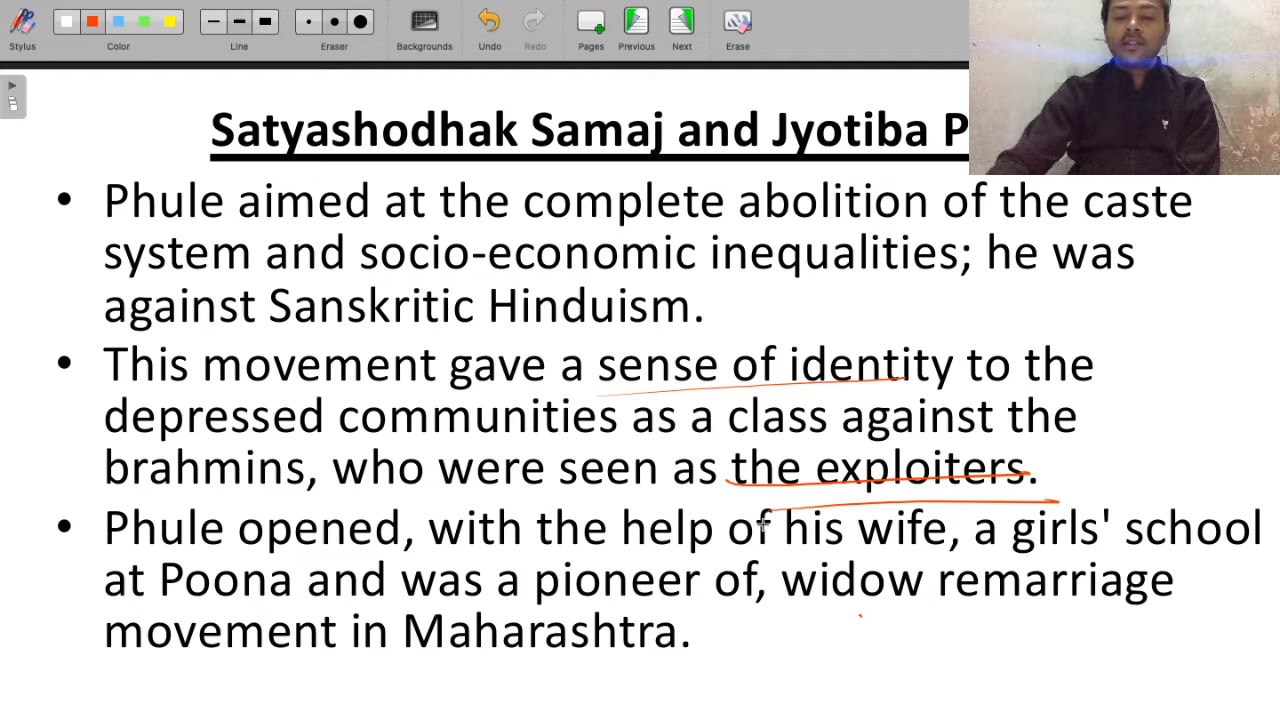 Stylus Color Line Eraser Backgrounds Undo Redo Pages Previous Next Erase
Satyashodhak Samaj and Jyotiba P
• Phule aimed at the complete abolition of the caste
system and socio-economic inequalities; he was
against Sanskritic Hinduism.
• This movement gave a sense of identity to the
depressed communities as a class against the
brahmins, who were seen as the exploiters.
• Phule opened, with the help of his wife, a girls' school
at Poona and was a pioneer of, widow remarriage
movement in Maharashtra.